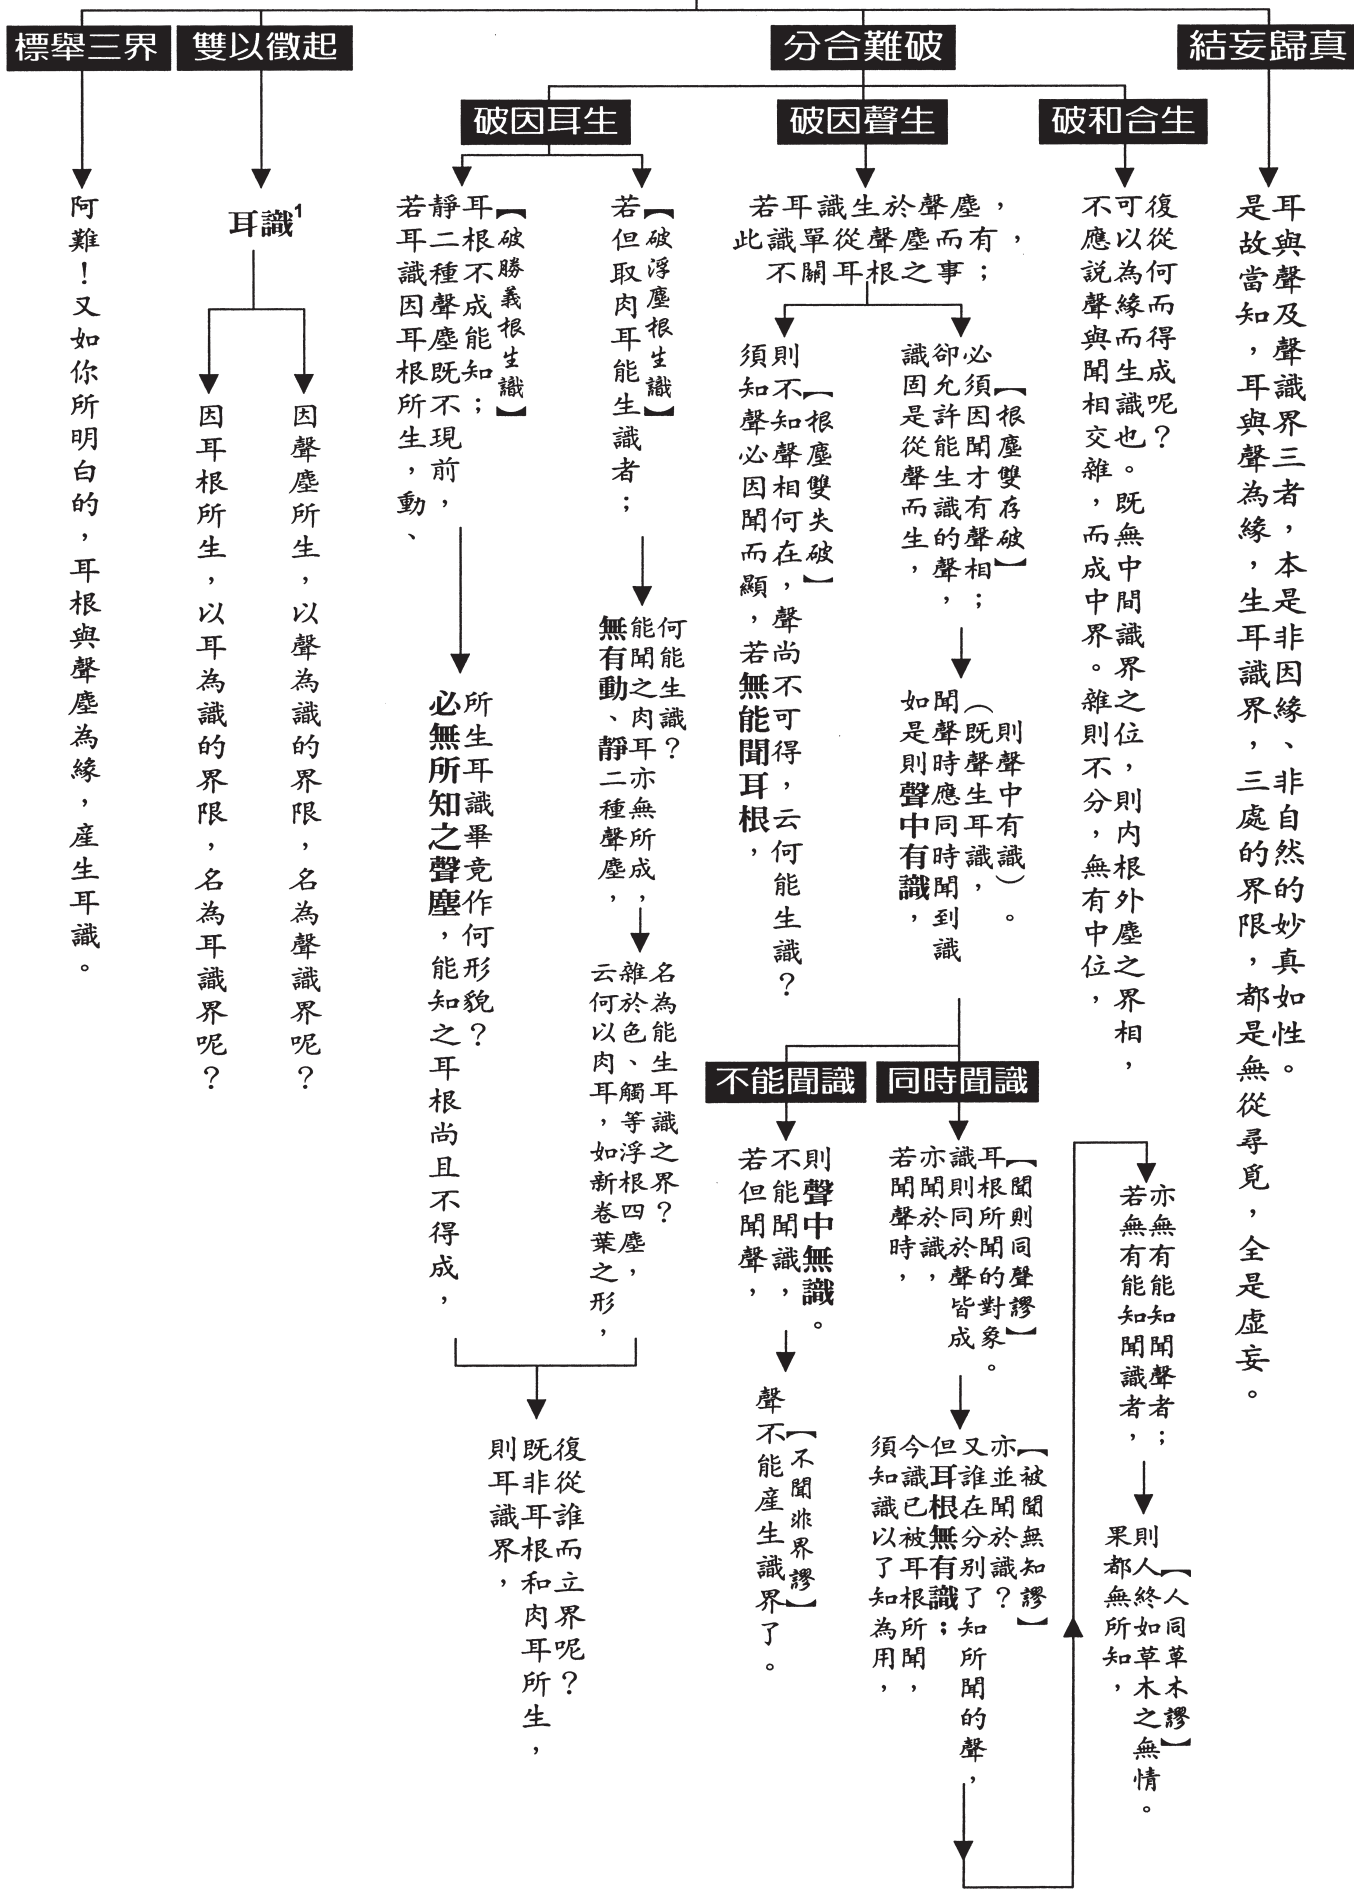 標舉三界
阿難！又如你所明白的，耳根與聲塵為緣，產生耳識。
雙以徵起
耳識1
因耳根所生，以耳為識的界限，名為耳識界呢？
因聲塵所生，以聲為識的界限，名為聲識界呢？
分合難破
破因耳生
【破勝義根生識】
若耳識因耳根所生，動、
靜二種聲塵既不現前，
耳根不成能知；
必無所知之聲塵，能知之耳根尚且不得成，
所生耳識畢竟作何形貌？
【破浮塵根生識】
若但取肉耳能生識者；
無有動、靜二種聲塵，
能聞之肉耳亦無所成，
何能生識？
云何以肉耳，如新卷葉之形，
雜於色、觸等浮根四塵，
名為能生耳識之界？
則耳識界，
既非耳根和肉耳所生，
復從誰而立界呢？
破因聲生
若耳識生於聲塵，
此識單從聲塵而有，
不關耳根之事；
【根塵雙失破】
須知聲必因聞而顯，若無能聞耳根，
則不知聲相何在，聲尚不可得，云何能生識？
【根塵雙存破】
識固是從聲而生，
卻允許能生識的聲，
必須因聞才有聲相；
如是則聲中有識，
聞聲時應同時聞到識
（既聲生耳識，
則聲中有識）。
不能聞識
若但聞聲，
不能聞識，
則聲中無識。
【不聞非界謬】
聲不能產生識界了。
同時聞識
【聞則同聲謬】
若聞聲時，
亦聞於識，
識則同於聲皆成
耳根所聞的對象。
【被聞無知謬】
須知識以了知為用，
今識已被耳根所聞，
但耳根無有識；
又誰在分別了知所聞的聲，
亦並聞於識？
若無有能知聞識者，
亦無有能知聞聲者；
【人同草木謬】
果都無所知，
則人終如草木之無情。
破和合生
不應說聲與聞相交雜，而成中界。雜則不分，無有中位，
可以為緣而生識也。既無中間識界之位，則內根外塵之界相，
復從何而得成呢？
結妄歸真
是故當知，耳與聲為緣，生耳識界，三處的界限，都是無從尋覓，全是虛妄。
耳與聲及聲識界三者，本是非因緣、非自然的妙真如性。